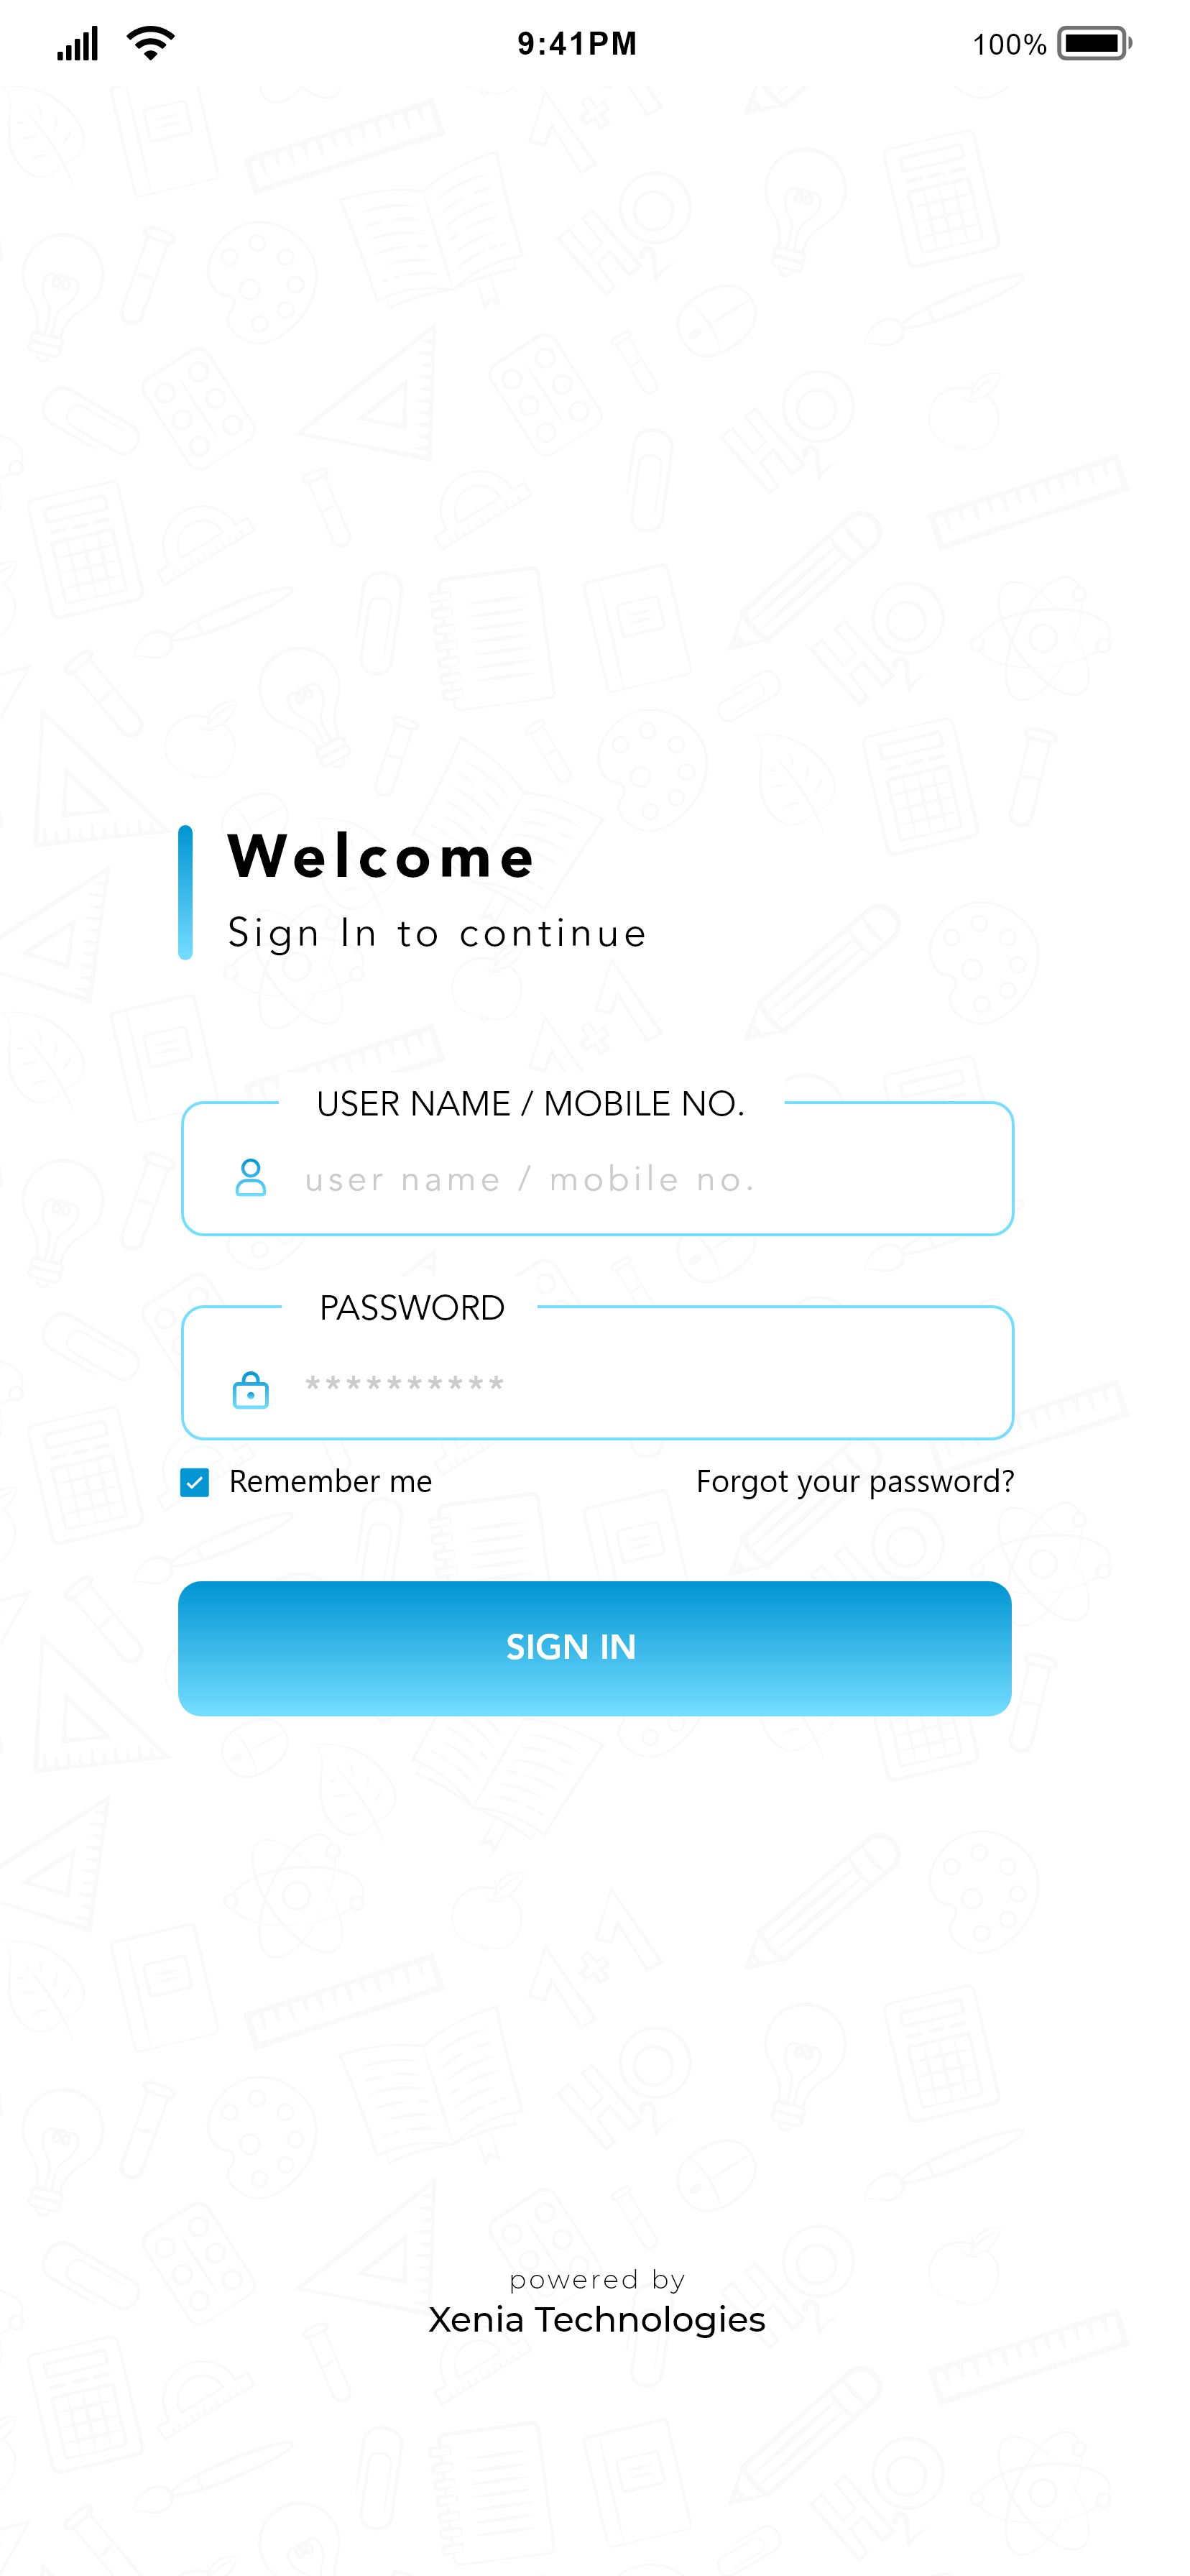 9:41PM 100%
Welcome
Sign In to continue
USER NAME / MOBILE NO.
user name / mobile no.
PASSWORD
**********
Remember me Forgot your password?
SIGN IN
powered by
Xenia Technologies